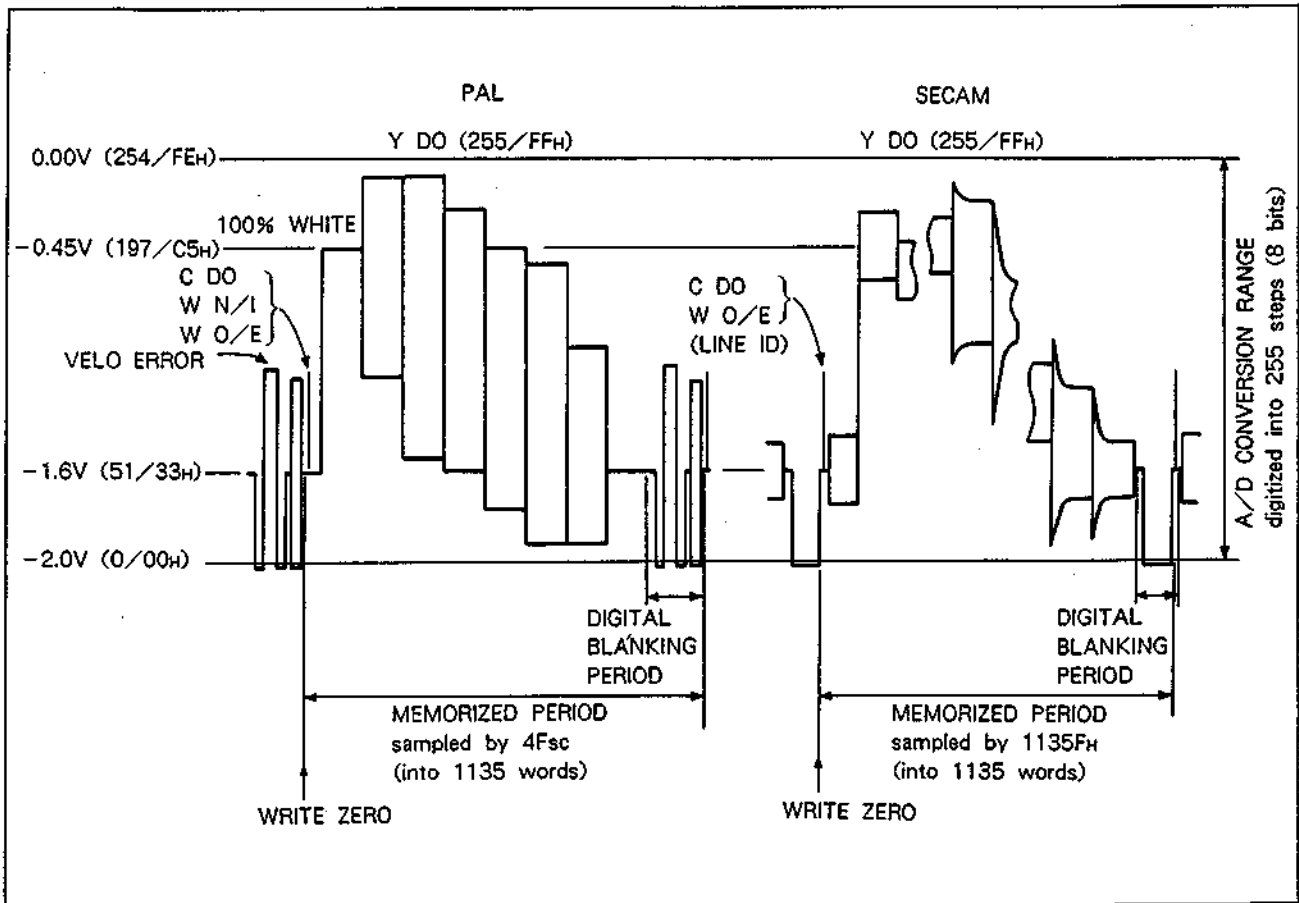 PAL
SECAM
Y DO (255/FFH)
Y DO (255/FFH)
0.00V (254/FEH)
100% WHITE
-0.45V (197/C5H)
C DO
W N/I
W O/E
VELO ERROR
C DO
W O/E
(LINE ID)
-1.6V (51/33H)
-2.0V (0/00H)
A/D CONVERSION RANGE
digitized into 255 steps (8 bits)
DIGITAL
BLANKING
PERIOD
DIGITAL
BLANKING
PERIOD
MEMORIZED PERIOD
sampled by 4Fsc
(into 1135 words)
MEMORIZED PERIOD
sampled by 1135FH
(into 1135 words)
WRITE ZERO
WRITE ZERO